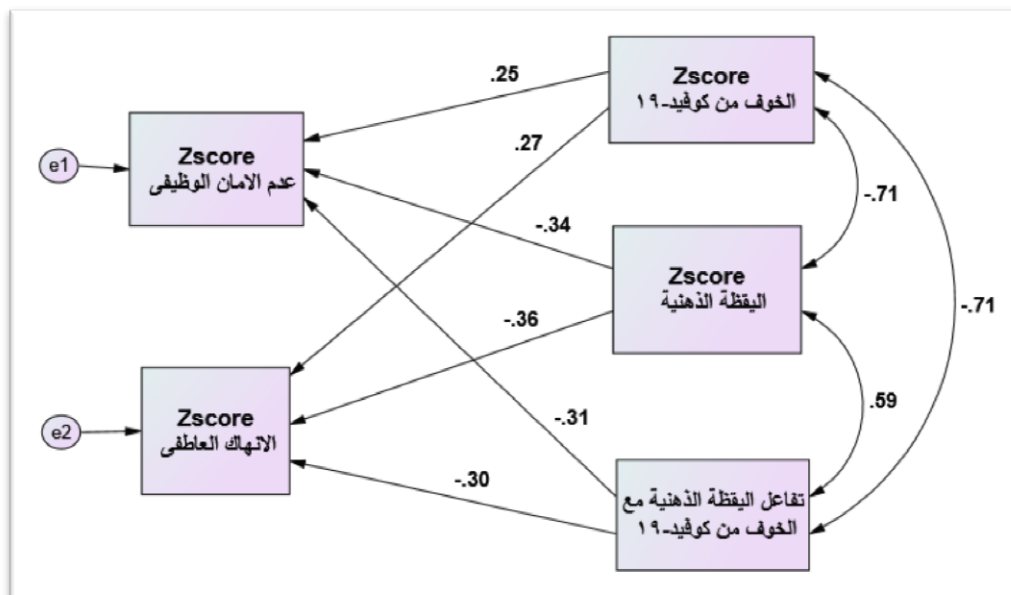 .25
Zscore
الخوف من كوفيد-١٩
e1
Zscore
عدم الامان الوظيفى
.27
-.71
-.34
Zscore
اليقظة الذهنية
-.71
-.36
e2
Zscore
الانهاك العاطفى
.59
-.31
-.30
تفاعل اليقظة الذهنية مع
الخوف من كوفيد-١٩